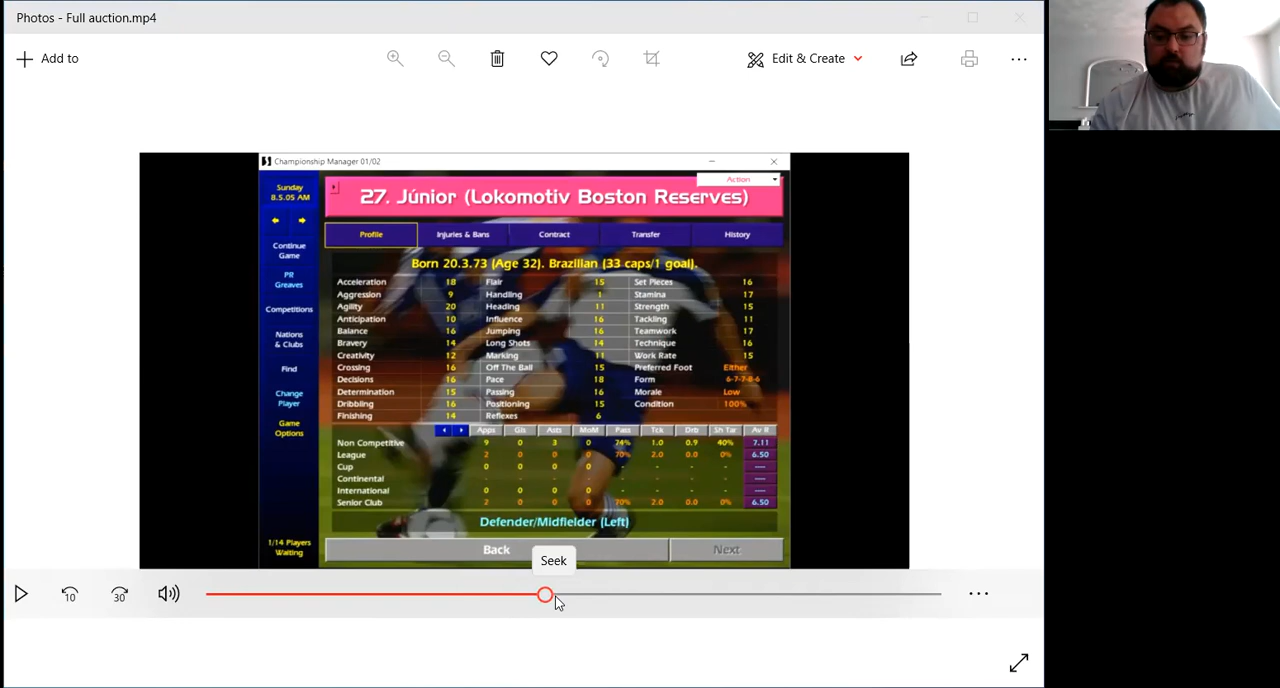 Photos - Full auction.mp4
Add to
Edit & Create
Championship Manager 01/02
Action
Sunday
8.5.05 AM
27. Júnior (Lokomotiv Boston Reserves)
Profile Injuries & Bans Contract Transfer History
Continue
Game
PR
Greaves
Competitions
Nations
& Clubs
Find
Change
Player
Game
Options
1/14 Players
Waiting
Born 20.3.73 (Age 32). Brazilian (33 caps/1 goal).
Acceleration 18 Flair 15 Set Pieces 16
Aggression 9 Handling 1 Stamina 17
Agility 20 Heading 11 Strength 15
Anticipation 10 Influence 16 Tackling 11
Balance 16 Jumping 16 Teamwork 17
Bravery 14 Long Shots 14 Technique 16
Creativity 12 Marking 11 Work Rate 15
Crossing 16 Off The Ball 15 Preferred Foot Either
Decisions 16 Pace 18 Form 6-7-7-8-6
Determination 15 Passing 16 Morale Low
Dribbling 16 Positioning 15 Condition 100%
Finishing 14 Reflexes 6
Apps Gls Asts MoM Pass Tck Drb Sh Tar Av R
Non Competitive 9 0 3 0 74% 1.0 0.9 40% 7.11
League 2 0 0 0 70% 2.0 0.0 0% 6.50
Cup 0 0 0 0 - - - - ----
Continental - - - - - - - - ----
International 0 0 0 0 - - - - ----
Senior Club 2 0 0 0 70% 2.0 0.0 0% 6.50
Defender/Midfielder (Left)
Back Next
Seek
10 30